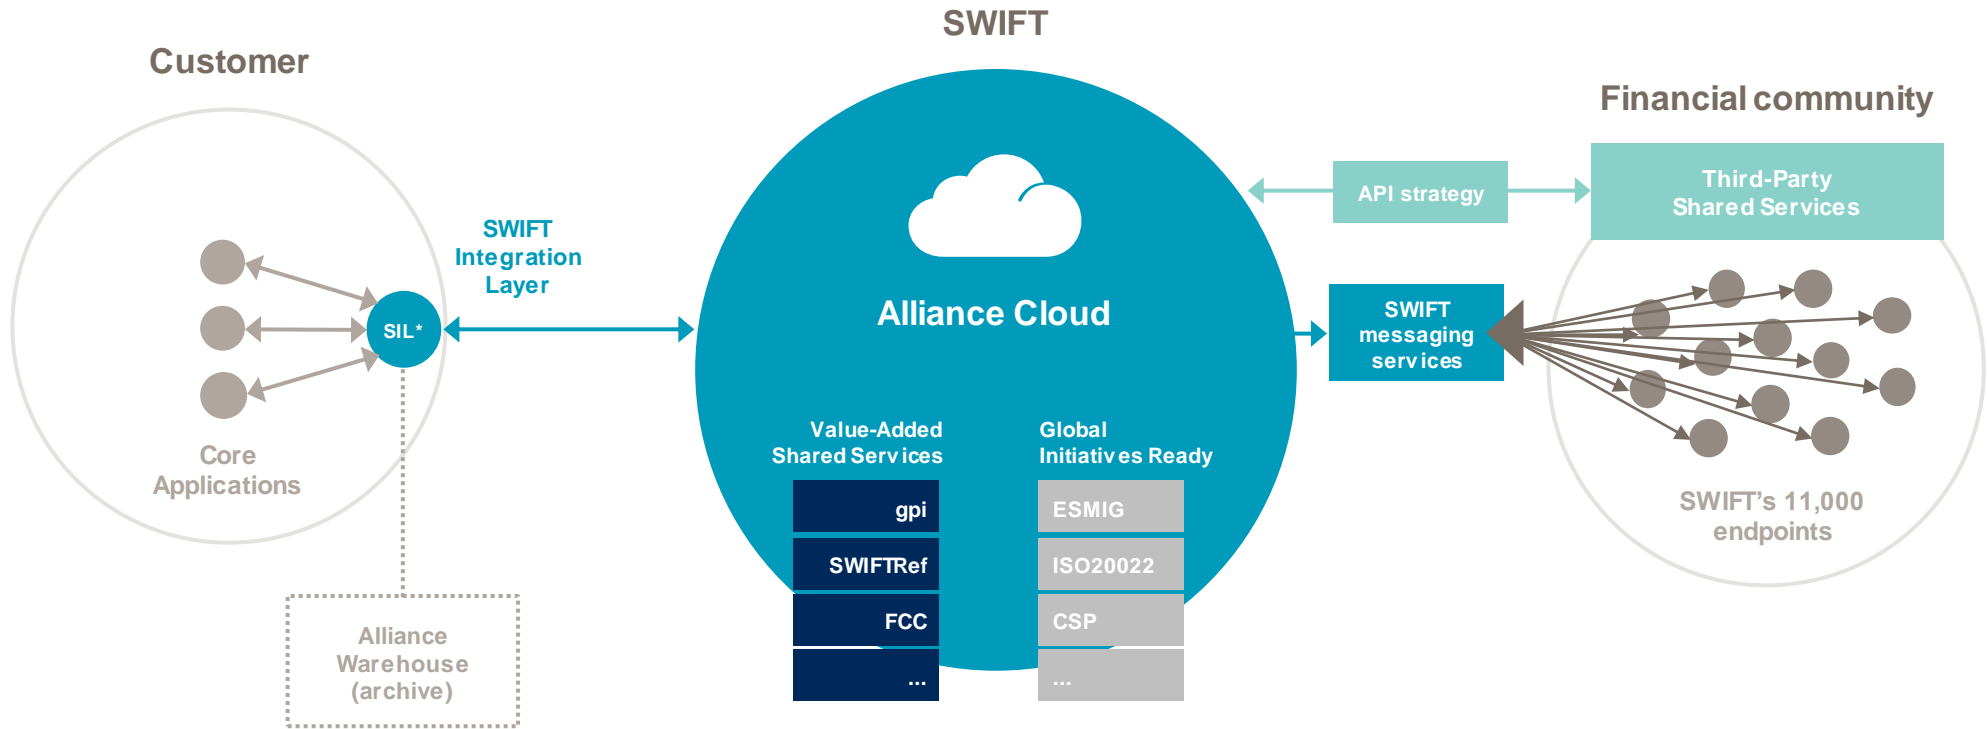 SWIFT
Customer
Financial community
Third-Party
Shared Services
API strategy
SWIFT
Integration
Layer
Alliance Cloud
SWIFT
messaging
services
SIL*
Core
Applications
Value-Added
Shared Services
gpi
SWIFTRef
FCC
...
Global
Initiatives Ready
ESMIG
ISO20022
CSP
...
SWIFT’s 11,000
endpoints
Alliance
Warehouse
(archive)